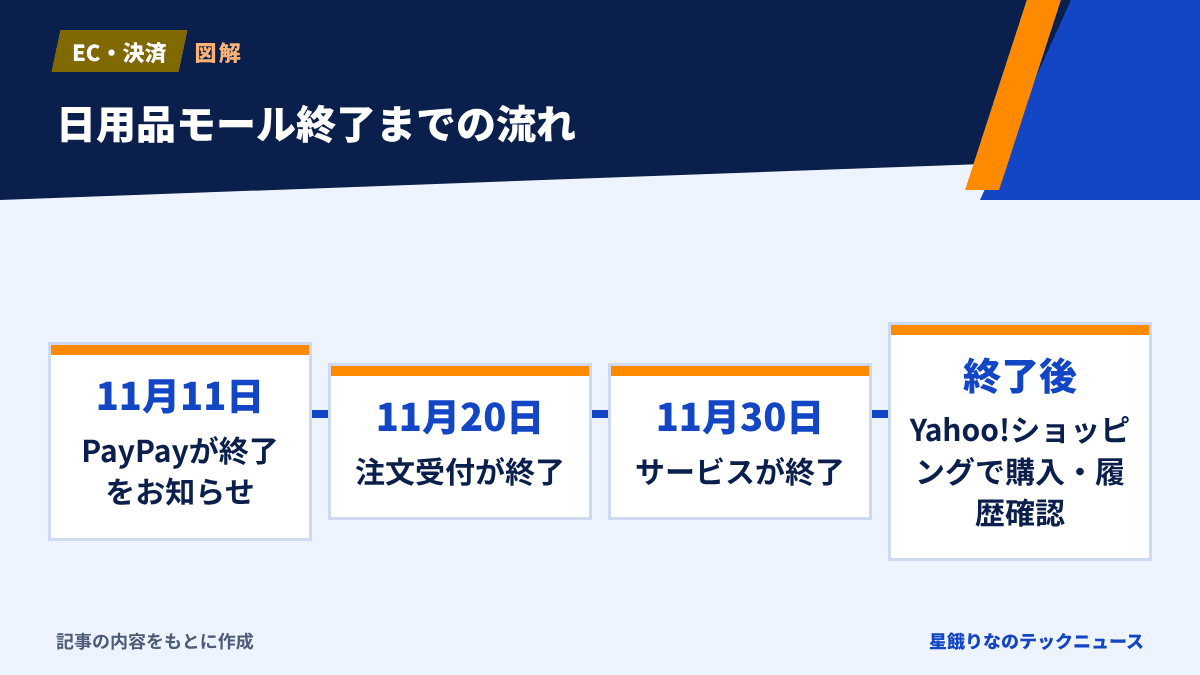 EC・決済 図解
日用品モール終了までの流れ
11月11日
PayPayが終了
をお知らせ
11月20日
注文受付が終了
11月30日
サービスが終了
終了後
Yahoo!ショッピ
ングで購入・履
歴確認
記事の内容をもとに作成
星餓りなのテックニュース